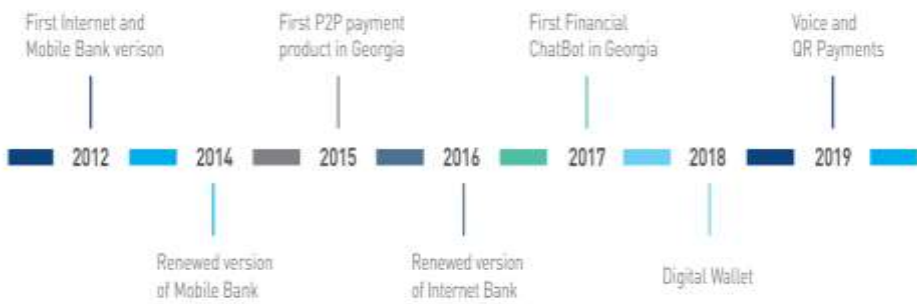 First Internet and
Mobile Bank verison
First P2P payment
product in Georgia
First Financial
ChatBot in Georgia
Voice and
QR Payments
2012 2014 2015 2016 2017 2018 2019
Renewed version
of Mobile Bank
Renewed version
of Internet Bank
Digital Wallet